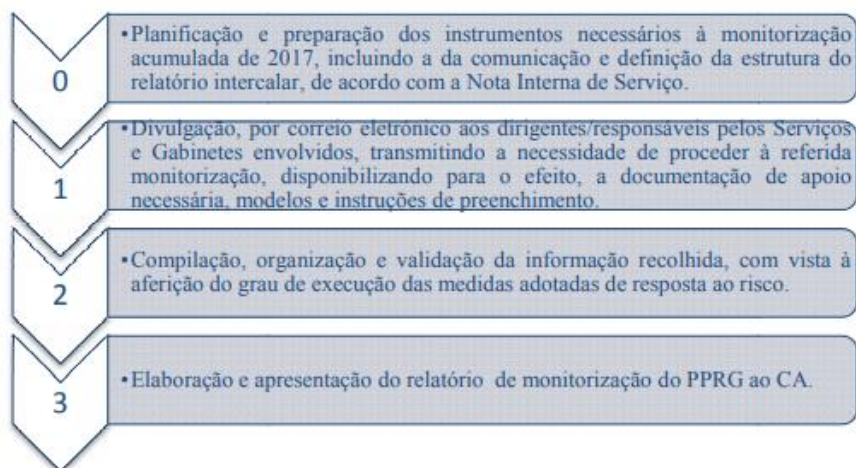 0
•Planificação e preparação dos instrumentos necessários à monitorização
acumulada de 2017, incluindo a da comunicação e definição da estrutura do
relatório intercalar, de acordo com a Nota Interna de Serviço.
1
•Divulgação, por correio eletrónico aos dirigentes/responsáveis pelos Serviços
e Gabinetes envolvidos, transmitindo a necessidade de proceder à referida
monitorização, disponibilizando para o efeito, a documentação de apoio
necessária, modelos e instruções de preenchimento.
2
•Compilação, organização e validação da informação recolhida, com vista à
aferição do grau de execução das medidas adotadas de resposta ao risco.
3
•Elaboração e apresentação do relatório de monitorização do PPRG ao CA.